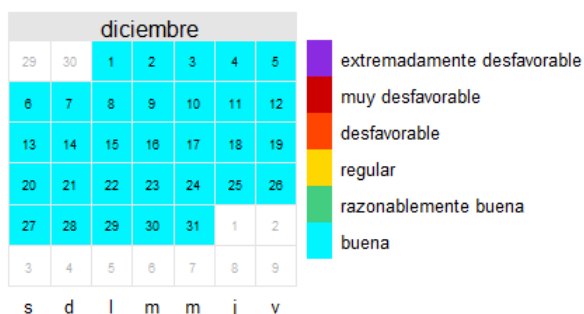 diciembre
29 30 1 2 3 4 5
6 7 8 9 10 11 12
13 14 15 16 17 18 19
20 21 22 23 24 25 26
27 28 29 30 31 1 2
3 4 5 6 7 8 9
s d l m m j v
extremadamente desfavorable
muy desfavorable
desfavorable
regular
razonablemente buena
buena